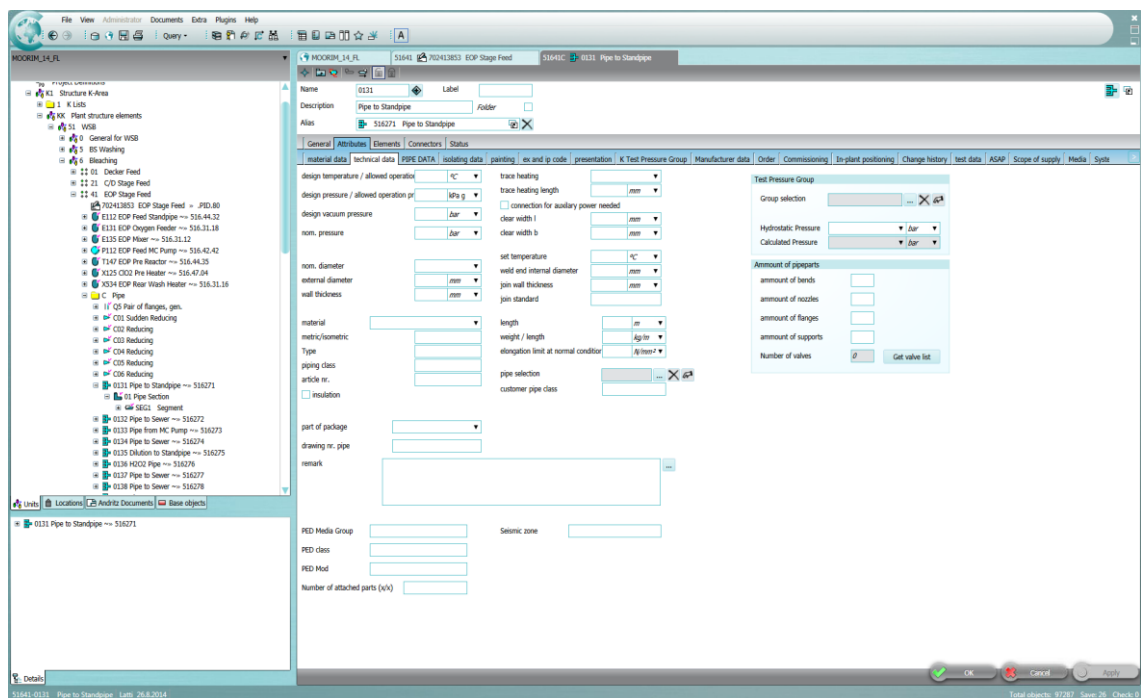 File View Administrator Documents Extra Plugins Help
Query A
MOORIM_14_FL
Project Definitions
K1 Structure K-Area
1 K Lists
KK Plant structure elements
51 WSB
0 General for WSB
5 BS Washing
6 Bleaching
01 Decker Feed
21 C/D Stage Feed
41 EOP Stage Feed
702413853 EOP Stage Feed » .PID.80
E112 EOP Feed Standpipe ~» 516.44.32
E131 EOP Oxygen Feeder ~» 516.31.18
E135 EOP Mixer ~» 516.31.12
P112 EOP Feed MC Pump ~» 516.42.42
T147 EOP Pre Reactor ~» 516.44.35
X125 ClO2 Pre Heater ~» 516.47.04
X534 EOP Rear Wash Heater ~» 516.31.16
C Pipe
Q5 Pair of flanges, gen.
C01 Sudden Reducing
C02 Reducing
C03 Reducing
C04 Reducing
C05 Reducing
C06 Reducing
0131 Pipe to Standpipe ~» 516271
01 Pipe Section
SEG1 Segment
0132 Pipe to Sewer ~» 516272
0133 Pipe from MC Pump ~» 516273
0134 Pipe to Sewer ~» 516274
0135 Dilution to Standpipe ~» 516275
0136 H2O2 Pipe ~» 516276
0137 Pipe to Sewer ~» 516277
0138 Pipe to Sewer ~» 516278
Units Locations Andritz Documents Base objects
0131 Pipe to Standpipe ~» 516271
Details
MOORIM_14_FL 51641 702413853 EOP Stage Feed 51641C 0131 Pipe to Standpipe
Name 0131 Label
Description Pipe to Standpipe Folder
Alias 516271 Pipe to Standpipe
General Attributes Elements Connectors Status
material data technical data PIPE DATA isolating data painting ex and ip code presentation K Test Pressure Group Manufacturer data Order Commissioning In-plant positioning Change history test data ASAP Scope of supply Media Syste
design temperature / allowed operation °C
design pressure / allowed operation pr kPa g
design vacuum pressure bar
nom. pressure bar
nom. diameter
external diameter mm
wall thickness mm
material
metric/isometric
Type
piping class
article nr.
insulation
part of package
drawing nr. pipe
remark ...
PED Media Group
PED class
PED Mod
Number of attached parts (x/x)
trace heating
trace heating length mm
connection for auxilary power needed
clear width l mm
clear width b mm
set temperature °C
weld end internal diameter mm
join wall thickness mm
join standard
length m
weight / length kg/m
elongation limit at normal condition N/mm²
pipe selection ...
customer pipe class
Seismic zone
Test Pressure Group
Group selection ...
Hydrostatic Pressure bar
Calculated Pressure bar
Ammount of pipeparts
ammount of bends
ammount of nozzles
ammount of flanges
ammount of supports
Number of valves 0 Get valve list
OK Cancel Apply
51641-0131 Pipe to Standpipe Latti 26.8.2014 Total objects: 97287 Save: 26 Check: 0